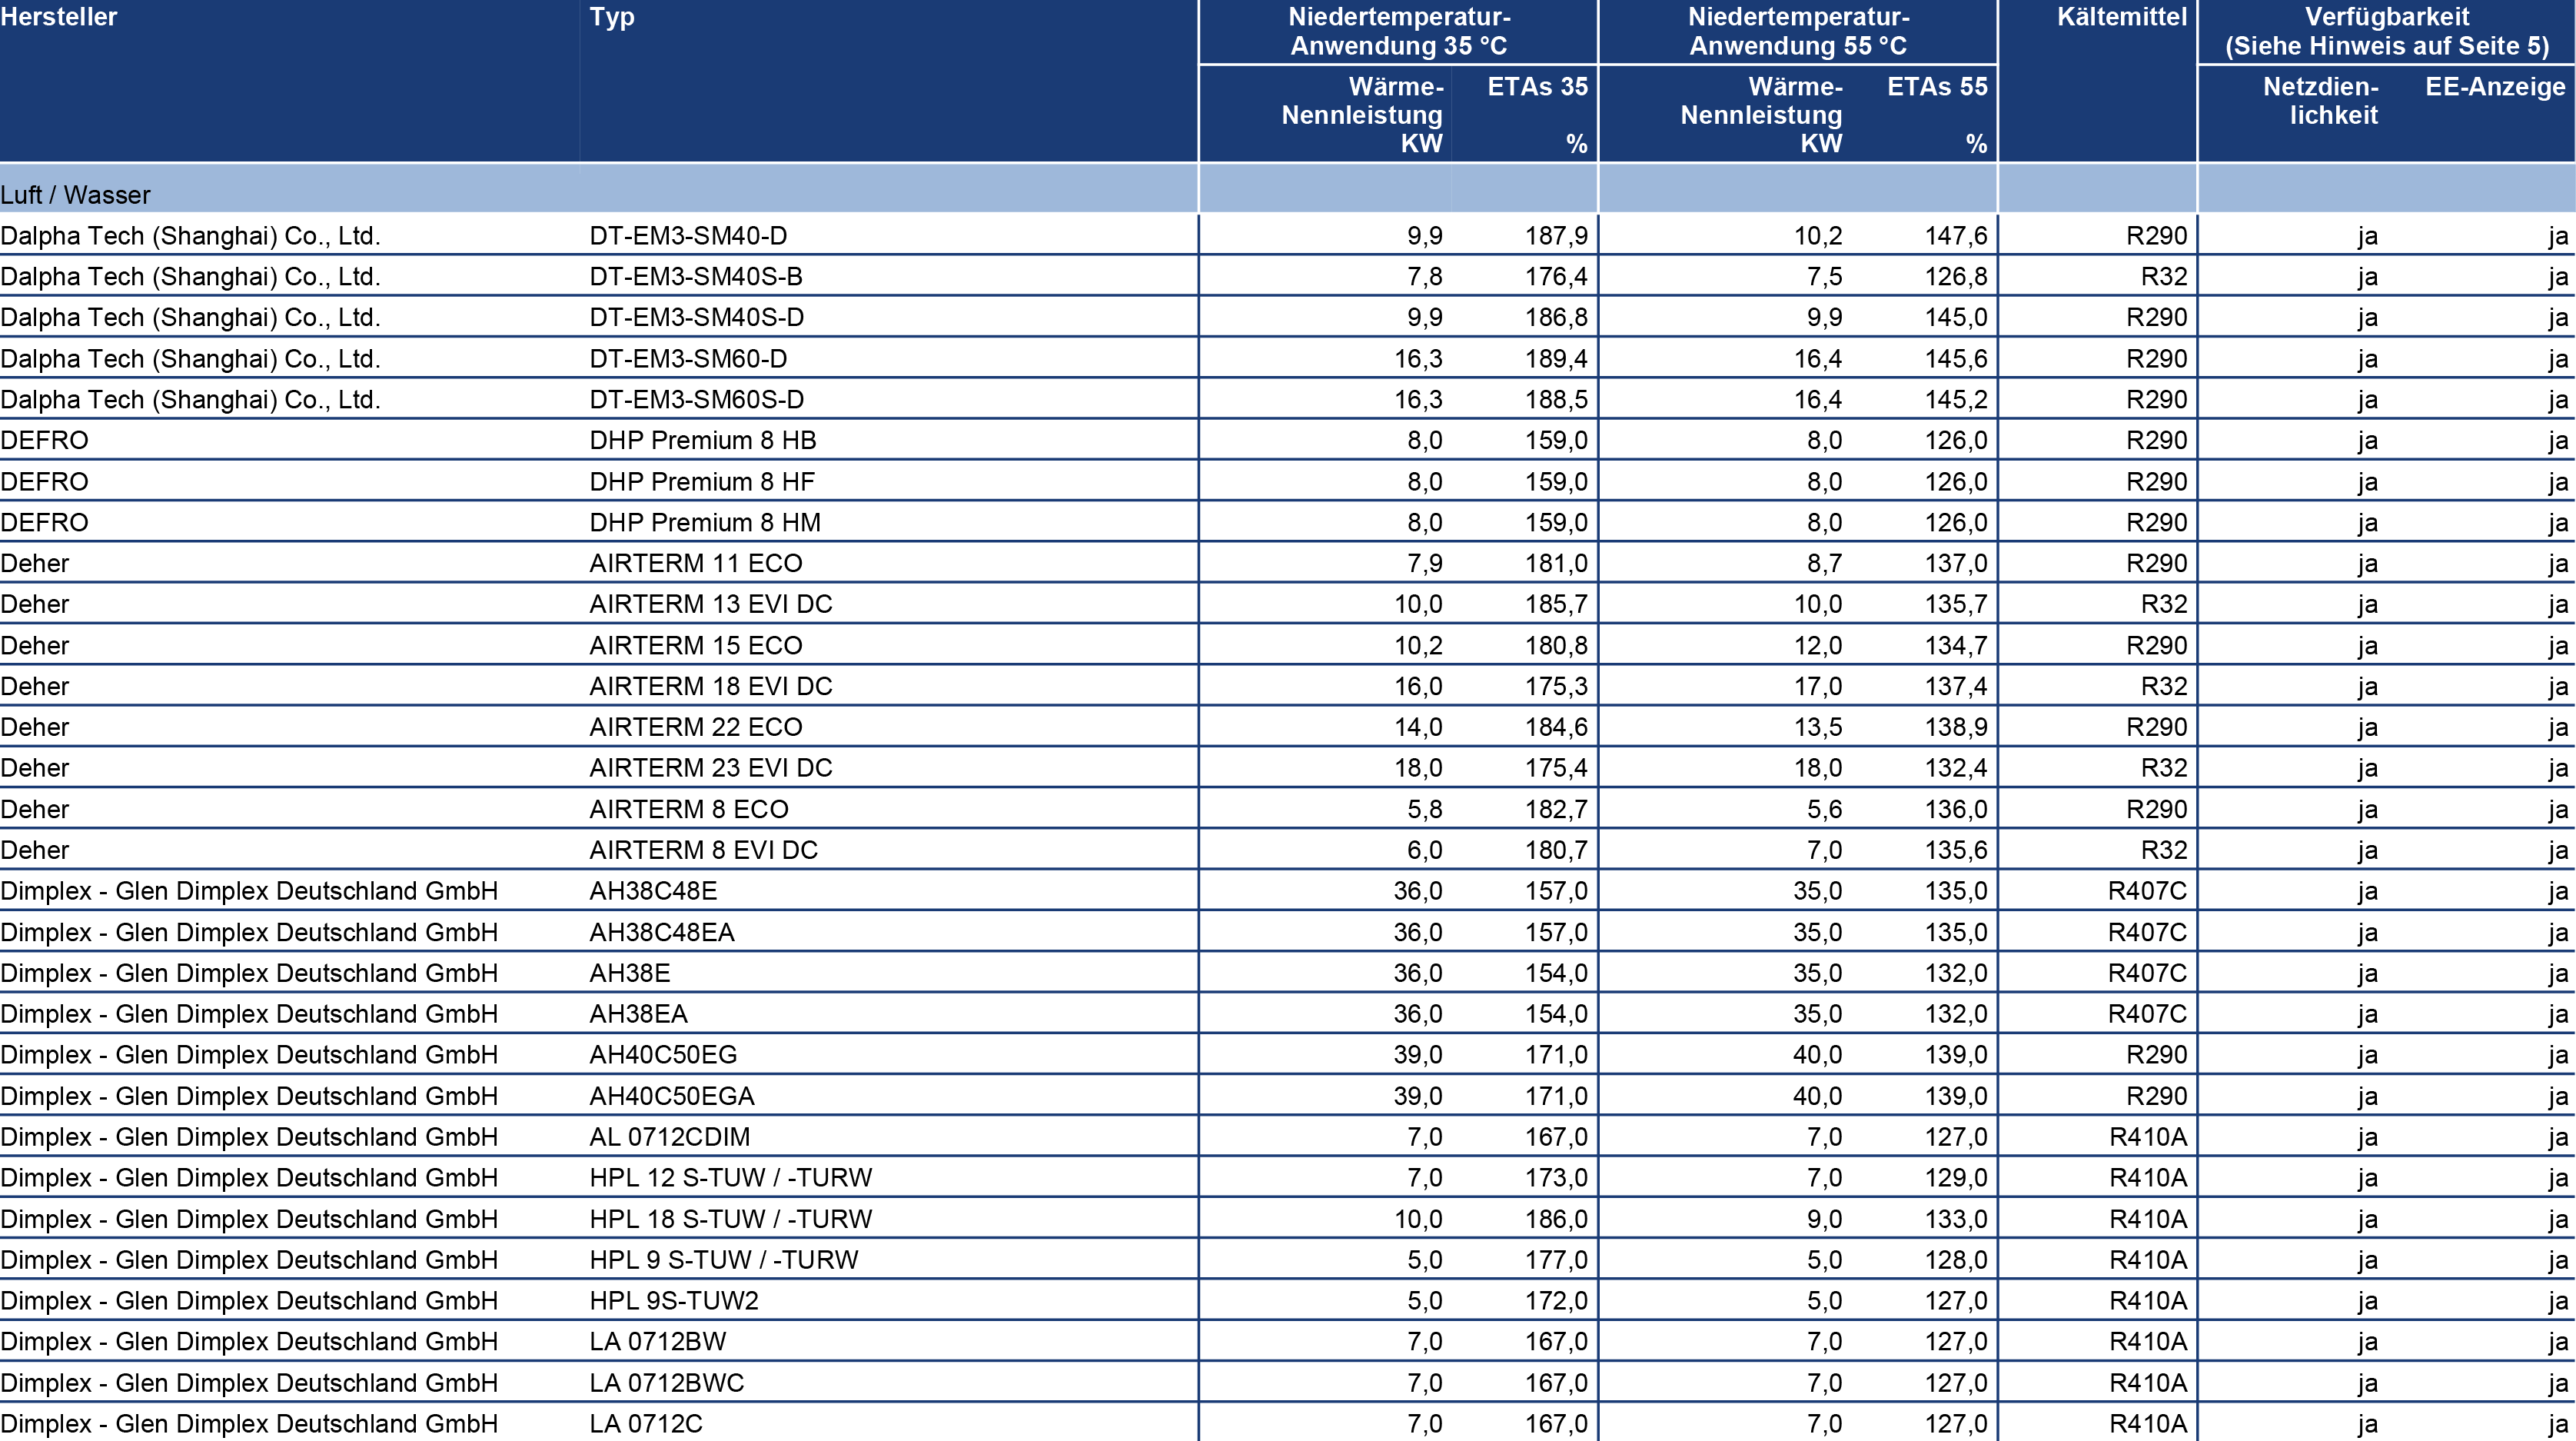 Hersteller Typ Niedertemperatur- Niedertemperatur- Kältemittel Verfügbarkeit
Anwendung 35 °C Anwendung 55 °C (Siehe Hinweis auf Seite 5)
Wärme- ETAs 35 Wärme- ETAs 55 Netzdien- EE-Anzeige
Nennleistung Nennleistung lichkeit
KW % KW %
Luft / Wasser
Dalpha Tech (Shanghai) Co., Ltd. DT-EM3-SM40-D 9,9 187,9 10,2 147,6 R290 ja ja
Dalpha Tech (Shanghai) Co., Ltd. DT-EM3-SM40S-B 7,8 176,4 7,5 126,8 R32 ja ja
Dalpha Tech (Shanghai) Co., Ltd. DT-EM3-SM40S-D 9,9 186,8 9,9 145,0 R290 ja ja
Dalpha Tech (Shanghai) Co., Ltd. DT-EM3-SM60-D 16,3 189,4 16,4 145,6 R290 ja ja
Dalpha Tech (Shanghai) Co., Ltd. DT-EM3-SM60S-D 16,3 188,5 16,4 145,2 R290 ja ja
DEFRO DHP Premium 8 HB 8,0 159,0 8,0 126,0 R290 ja ja
DEFRO DHP Premium 8 HF 8,0 159,0 8,0 126,0 R290 ja ja
DEFRO DHP Premium 8 HM 8,0 159,0 8,0 126,0 R290 ja ja
Deher AIRTERM 11 ECO 7,9 181,0 8,7 137,0 R290 ja ja
Deher AIRTERM 13 EVI DC 10,0 185,7 10,0 135,7 R32 ja ja
Deher AIRTERM 15 ECO 10,2 180,8 12,0 134,7 R290 ja ja
Deher AIRTERM 18 EVI DC 16,0 175,3 17,0 137,4 R32 ja ja
Deher AIRTERM 22 ECO 14,0 184,6 13,5 138,9 R290 ja ja
Deher AIRTERM 23 EVI DC 18,0 175,4 18,0 132,4 R32 ja ja
Deher AIRTERM 8 ECO 5,8 182,7 5,6 136,0 R290 ja ja
Deher AIRTERM 8 EVI DC 6,0 180,7 7,0 135,6 R32 ja ja
Dimplex - Glen Dimplex Deutschland GmbH AH38C48E 36,0 157,0 35,0 135,0 R407C ja ja
Dimplex - Glen Dimplex Deutschland GmbH AH38C48EA 36,0 157,0 35,0 135,0 R407C ja ja
Dimplex - Glen Dimplex Deutschland GmbH AH38E 36,0 154,0 35,0 132,0 R407C ja ja
Dimplex - Glen Dimplex Deutschland GmbH AH38EA 36,0 154,0 35,0 132,0 R407C ja ja
Dimplex - Glen Dimplex Deutschland GmbH AH40C50EG 39,0 171,0 40,0 139,0 R290 ja ja
Dimplex - Glen Dimplex Deutschland GmbH AH40C50EGA 39,0 171,0 40,0 139,0 R290 ja ja
Dimplex - Glen Dimplex Deutschland GmbH AL 0712CDIM 7,0 167,0 7,0 127,0 R410A ja ja
Dimplex - Glen Dimplex Deutschland GmbH HPL 12 S-TUW / -TURW 7,0 173,0 7,0 129,0 R410A ja ja
Dimplex - Glen Dimplex Deutschland GmbH HPL 18 S-TUW / -TURW 10,0 186,0 9,0 133,0 R410A ja ja
Dimplex - Glen Dimplex Deutschland GmbH HPL 9 S-TUW / -TURW 5,0 177,0 5,0 128,0 R410A ja ja
Dimplex - Glen Dimplex Deutschland GmbH HPL 9S-TUW2 5,0 172,0 5,0 127,0 R410A ja ja
Dimplex - Glen Dimplex Deutschland GmbH LA 0712BW 7,0 167,0 7,0 127,0 R410A ja ja
Dimplex - Glen Dimplex Deutschland GmbH LA 0712BWC 7,0 167,0 7,0 127,0 R410A ja ja
Dimplex - Glen Dimplex Deutschland GmbH LA 0712C 7,0 167,0 7,0 127,0 R410A ja ja